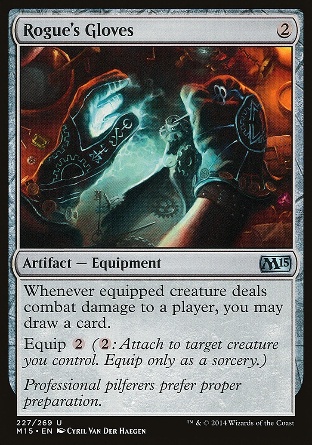 Rogue's Gloves 2
Artifact — Equipment M15
Whenever equipped creature deals
combat damage to a player, you may
draw a card.
Equip 2 (2: Attach to target creature
you control. Equip only as a sorcery.)
Professional pilferers prefer proper
preparation.
227/269 U
M15 • EN Cyril Van Der Haegen ™ & © 2014 Wizards of the Coast